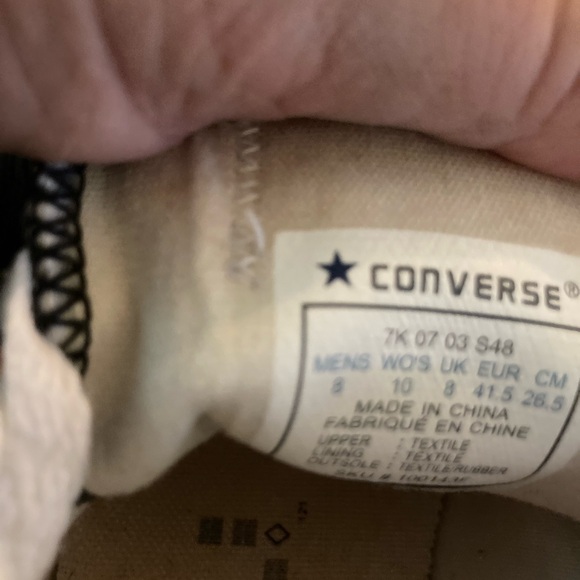 ★ CONVERSE®
7K 07 03 S48
MENS WO'S UK EUR CM
8 10 8 41.5 26.5
MADE IN CHINA
FABRIQUÉ EN CHINE
UPPER : TEXTILE
LINING : TEXTILE
OUTSOLE : TEXTILE/RUBBER
SKU #